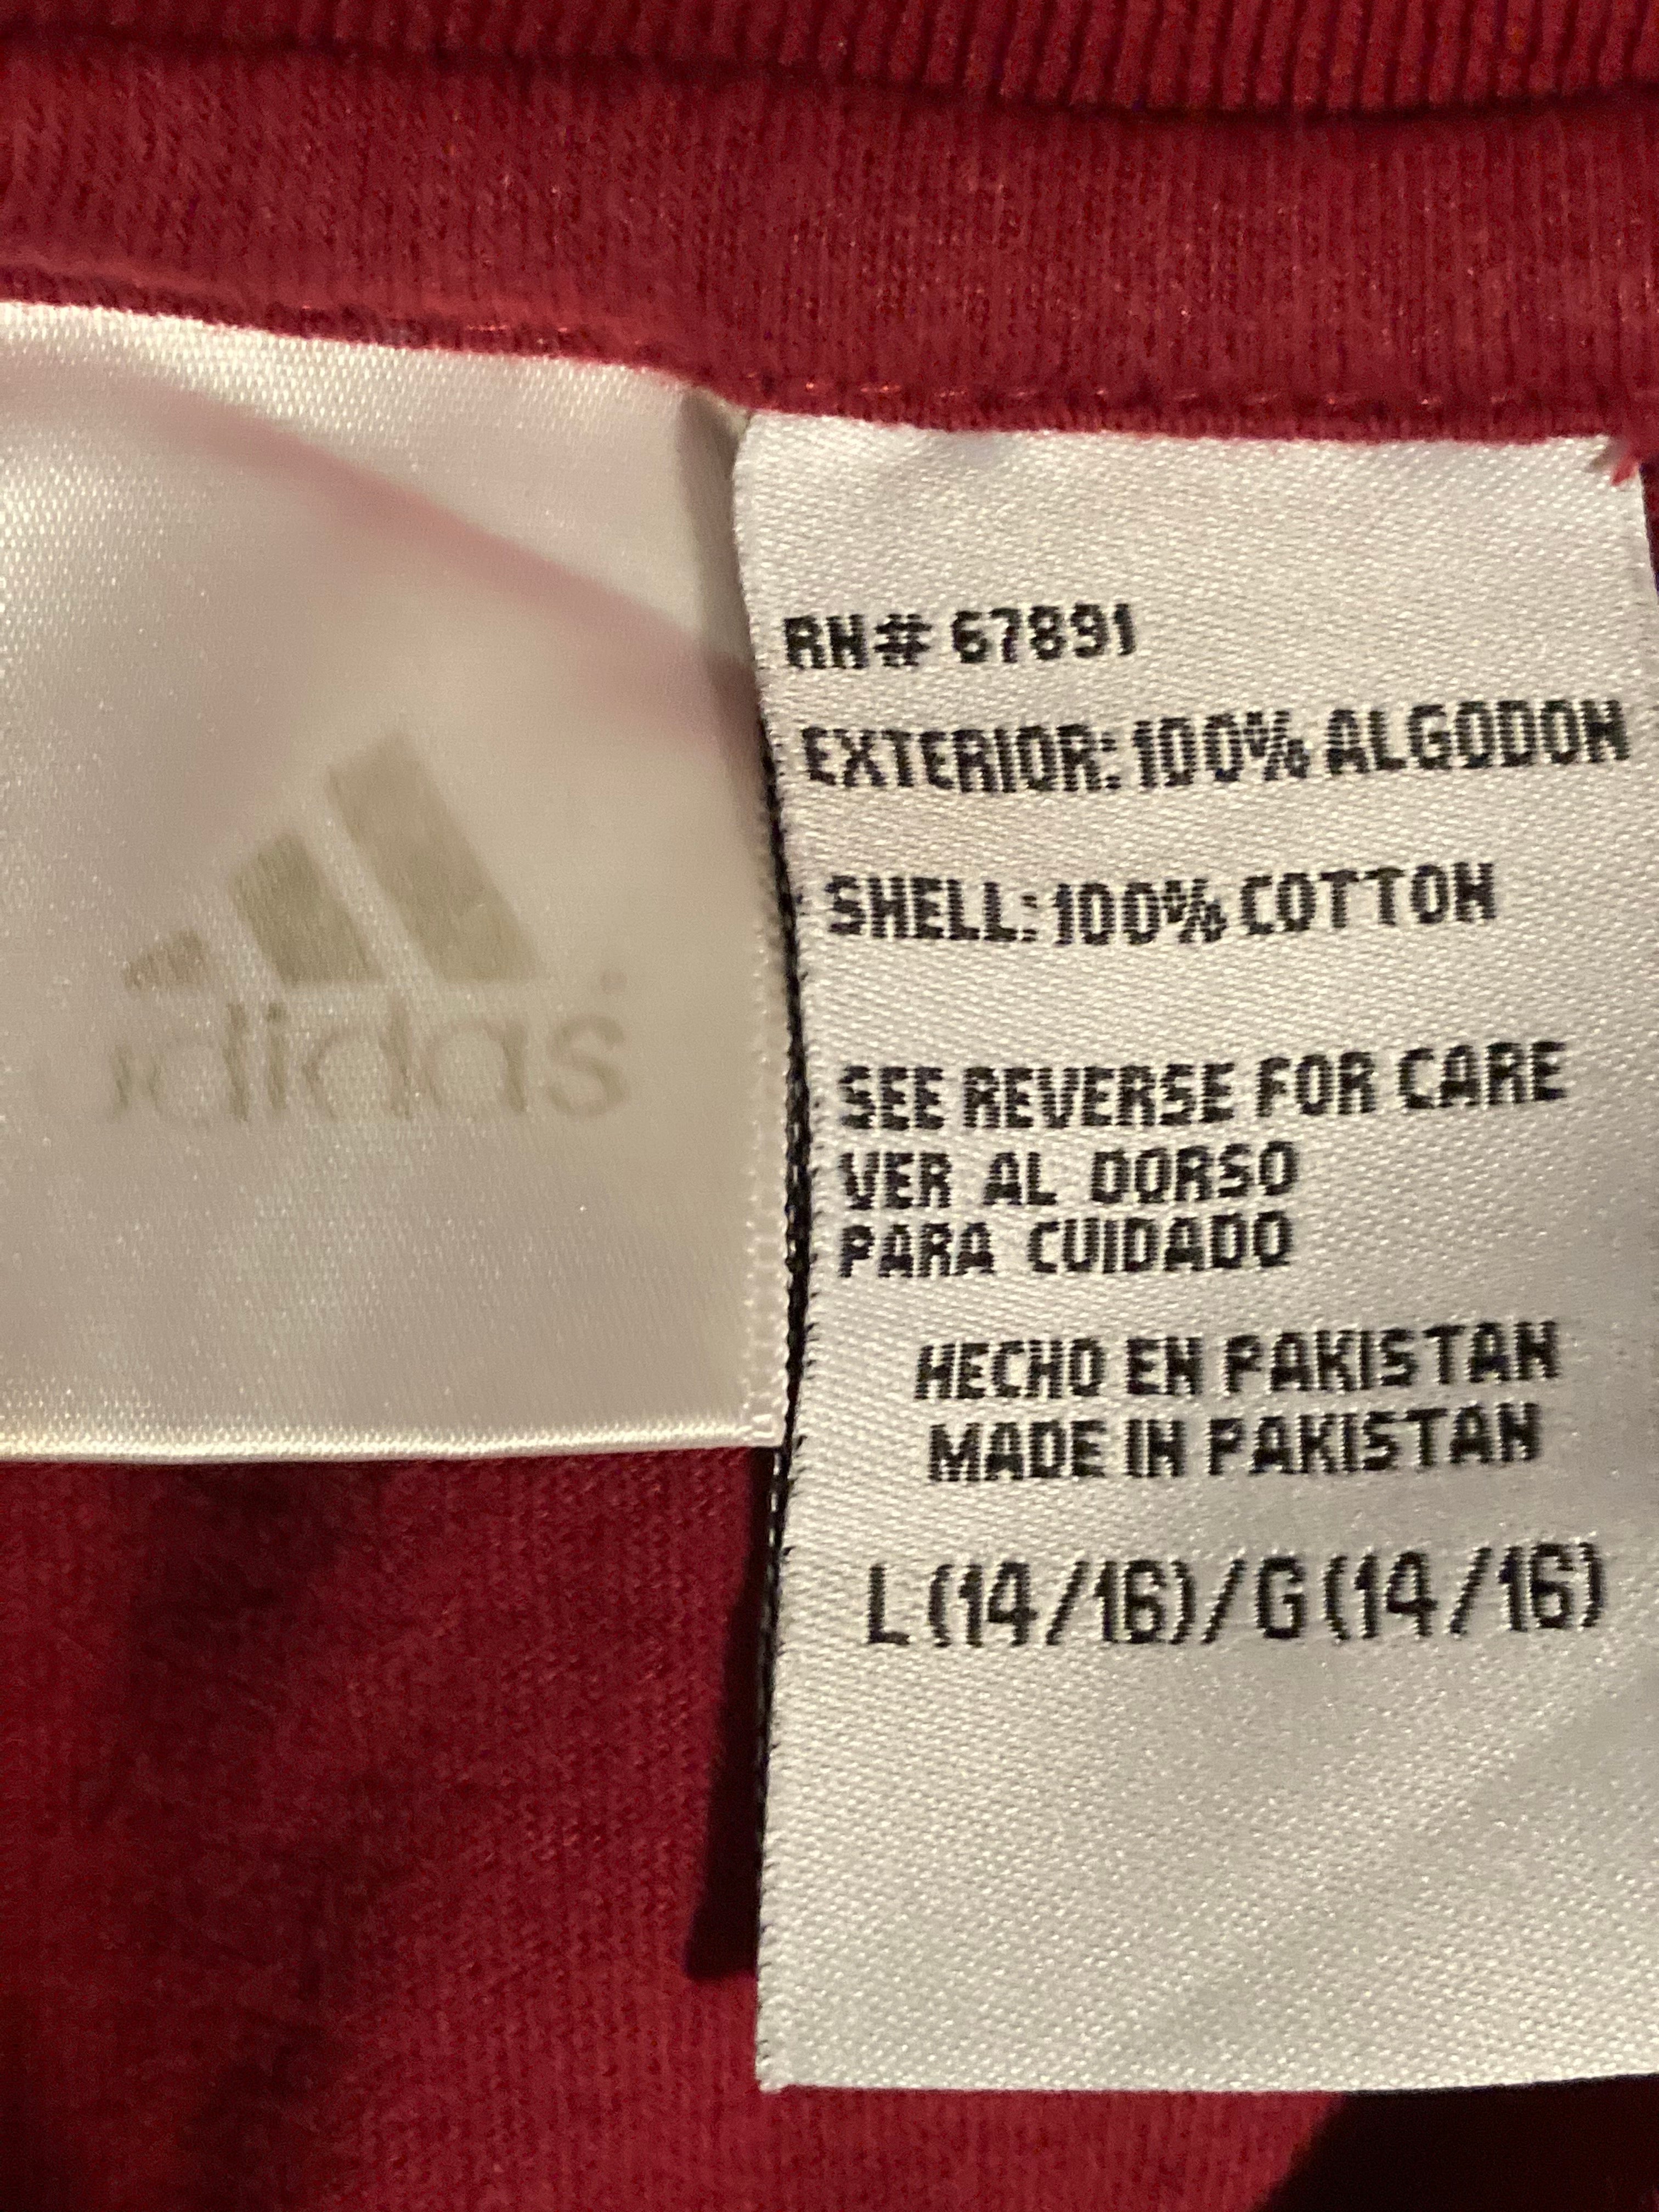 adidas
RN# 67891
EXTERIOR: 100% ALGODON
SHELL: 100% COTTON
SEE REVERSE FOR CARE
VER AL DORSO
PARA CUIDADO
HECHO EN PAKISTAN
MADE IN PAKISTAN
L (14/16)/G (14/16)